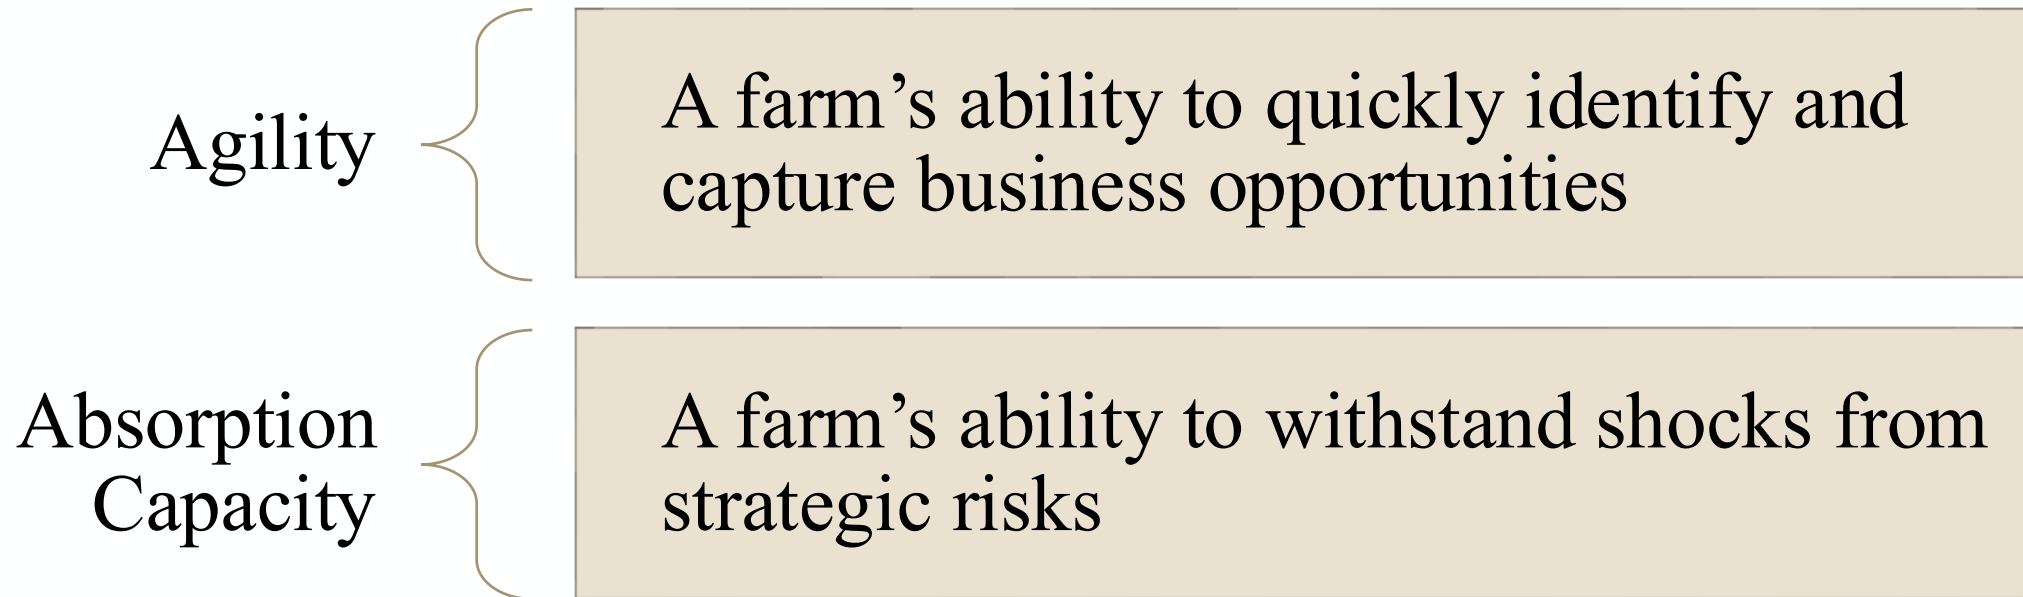 Agility
A farm’s ability to quickly identify and
capture business opportunities
Absorption
Capacity
A farm’s ability to withstand shocks from
strategic risks